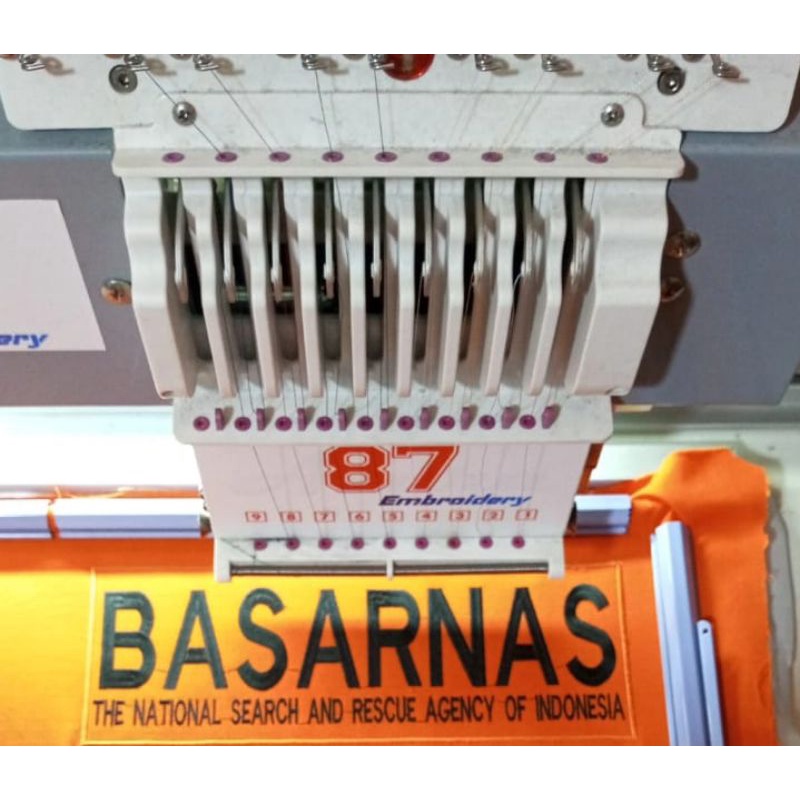 87
Embroidery
9 8 7 6 5 4 3 2 1
BASARNAS
THE NATIONAL SEARCH AND RESCUE AGENCY OF INDONESIA